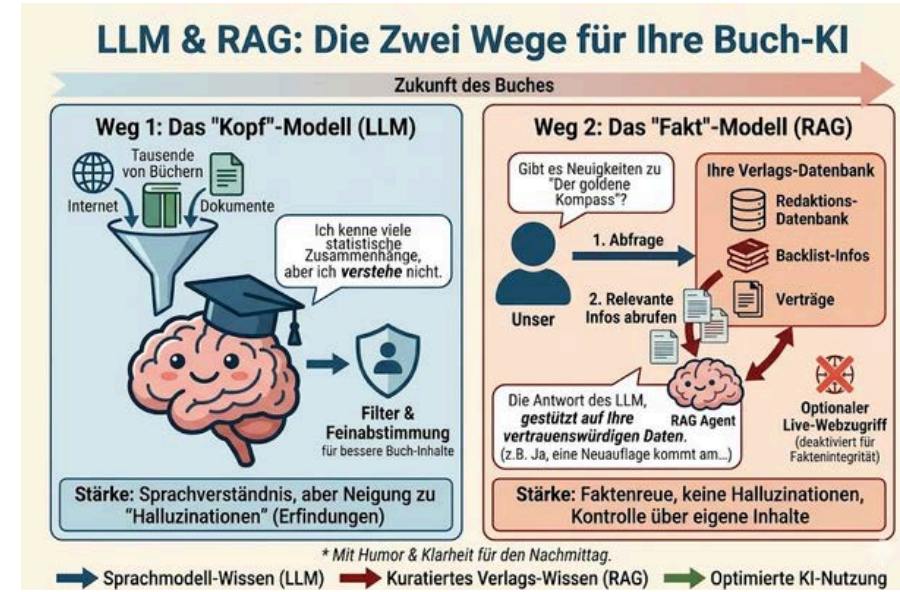 LLM & RAG: Die Zwei Wege für Ihre Buch-KI
Zukunft des Buches
Weg 1: Das "Kopf"-Modell (LLM)
Internet
Tausende
von Büchern
Dokumente
Ich kenne viele
statistische
Zusammenhänge,
aber ich verstehe nicht.
Filter &
Feinabstimmung
für bessere Buch-Inhalte
Stärke: Sprachverständnis, aber Neigung zu
“Halluzinationen” (Erfindungen)
Weg 2: Das "Fakt"-Modell (RAG)
Gibt es Neuigkeiten zu
"Der goldene
Kompass"?
Unser
1. Abfrage
2. Relevante
Infos abrufen
Ihre Verlags-Datenbank
Redaktions-
Datenbank
Backlist-Infos
Verträge
RAG Agent
Die Antwort des LLM,
gestützt auf Ihre
vertrauenswürdigen Daten.
(z.B. Ja, eine Neuauflage kommt am...)
Optionaler
Live-Webzugriff
(deaktiviert für
Faktenintegrität)
Stärke: Faktenreue, keine Halluzinationen,
Kontrolle über eigene Inhalte
* Mit Humor & Klarheit für den Nachmittag.
Sprachmodell-Wissen (LLM)
Kuratiertes Verlags-Wissen (RAG)
Optimierte KI-Nutzung